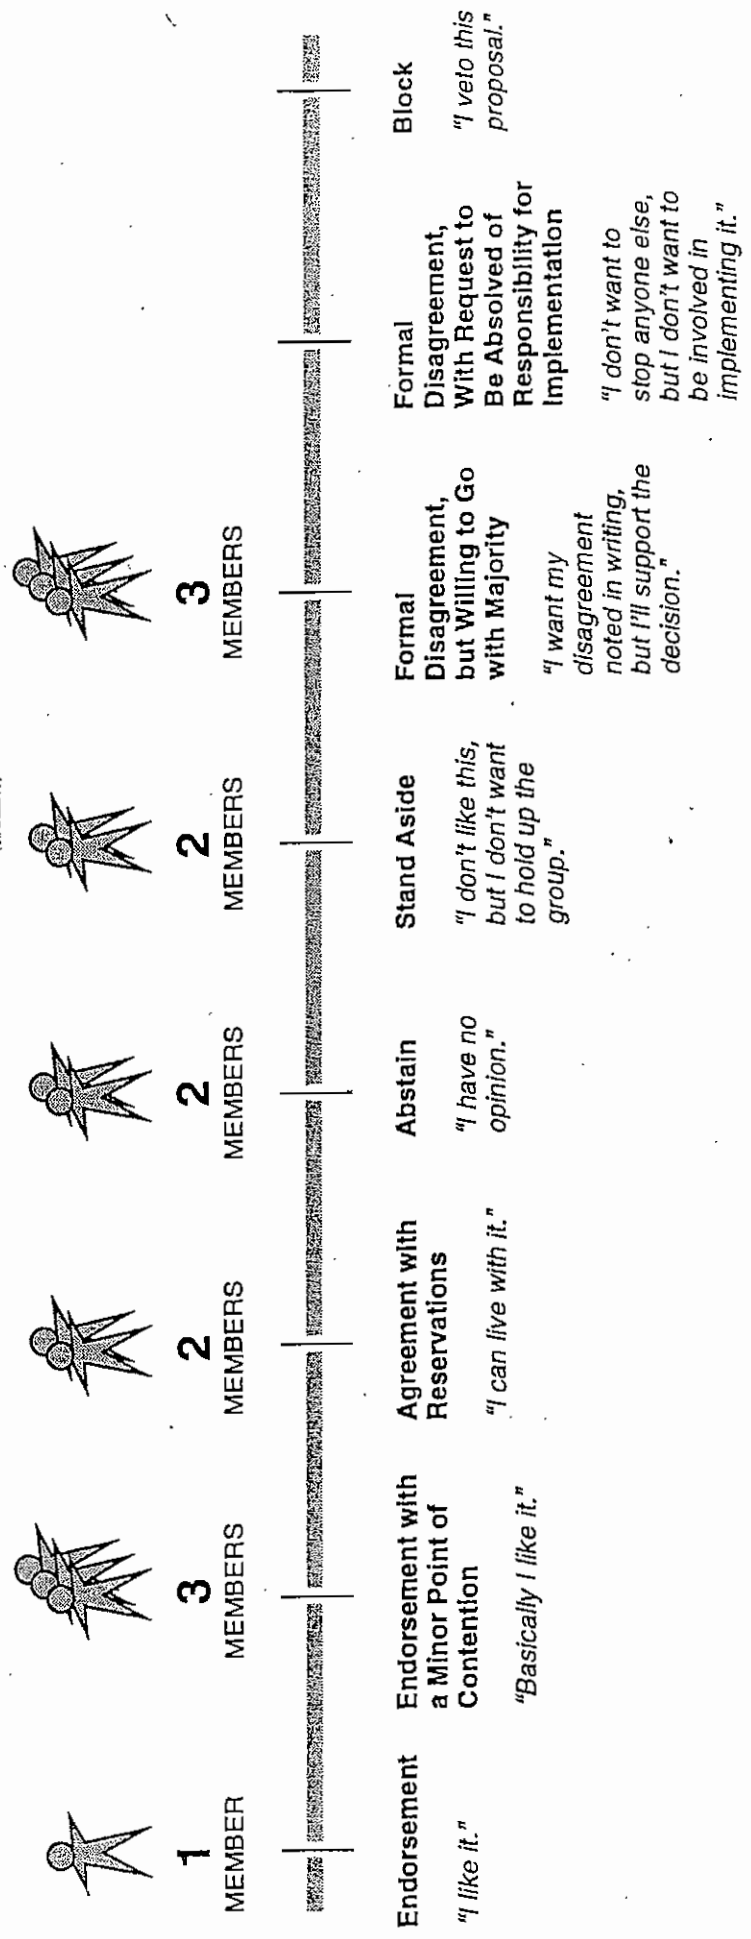 1
MEMBER
3
MEMBERS
2
MEMBERS
2
MEMBERS
2
MEMBERS
3
MEMBERS
Endorsement
"I like it."
Endorsement with
a Minor Point of
Contention
"Basically I like it."
Agreement with
Reservations
"I can live with it."
Abstain
"I have no
opinion."
Stand Aside
"I don't like this,
but I don't want
to hold up the
group."
Formal
Disagreement,
but Willing to Go
with Majority
"I want my
disagreement
noted in writing,
but I'll support the
decision."
Formal
Disagreement,
With Request to
Be Absolved of
Responsibility for
Implementation
"I don't want to
stop anyone else,
but I don't want to
be involved in
implementing it."
Block
"I veto this
proposal."